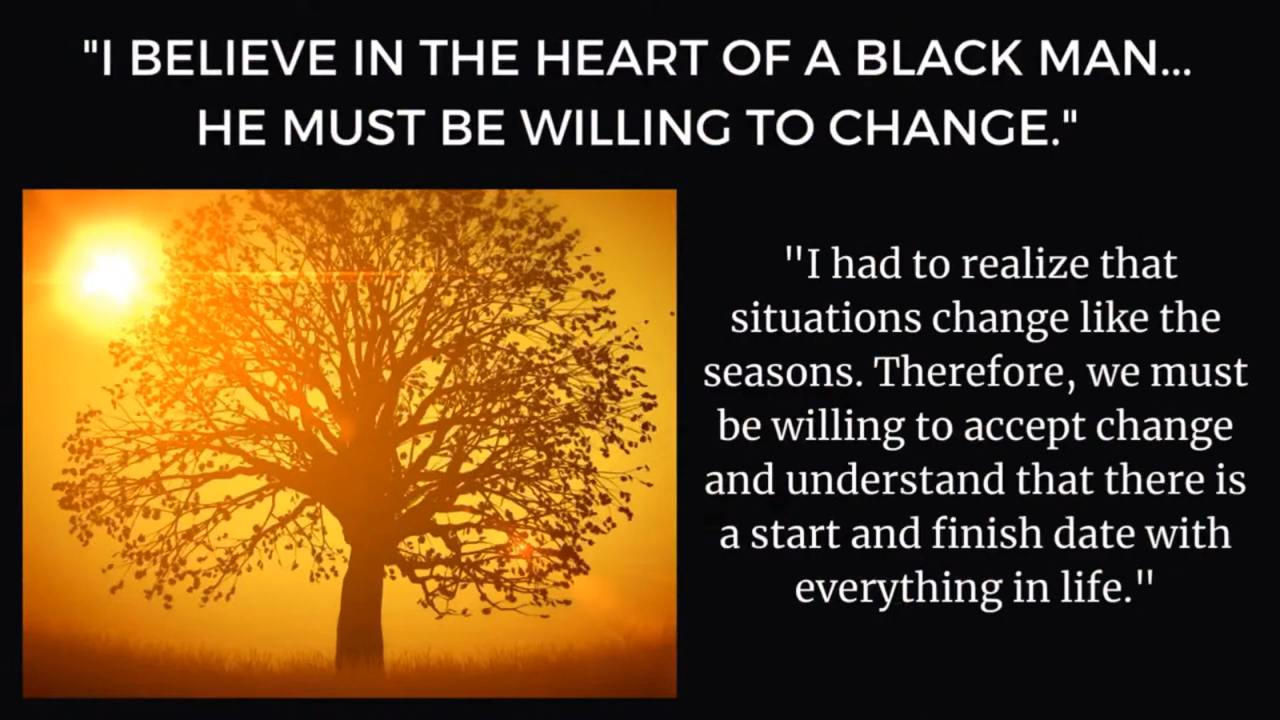 "I BELIEVE IN THE HEART OF A BLACK MAN...
HE MUST BE WILLING TO CHANGE."
"I had to realize that
situations change like the
seasons. Therefore, we must
be willing to accept change
and understand that there is
a start and finish date with
everything in life."